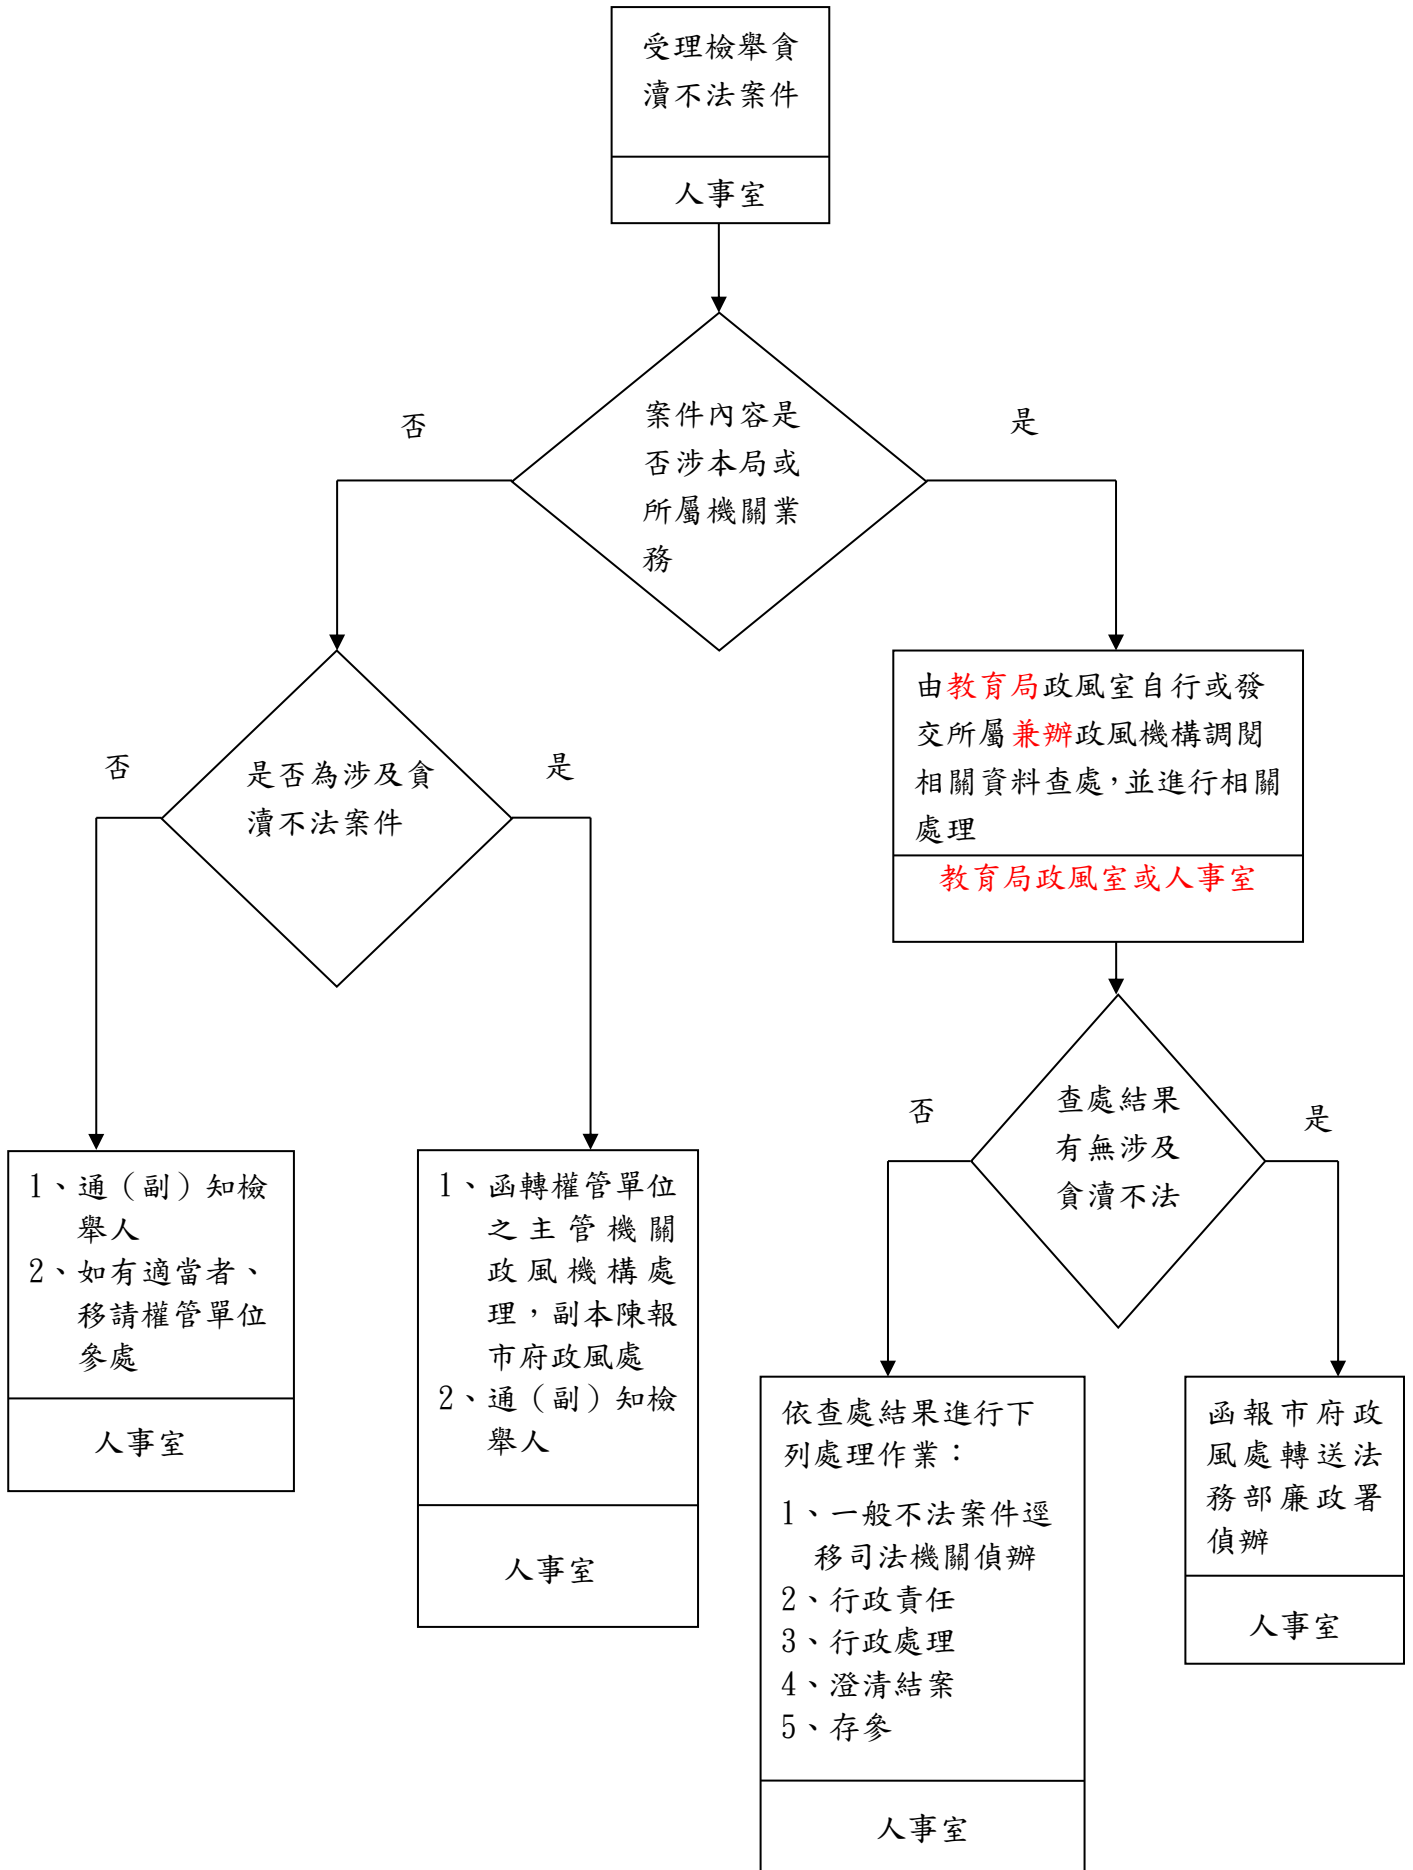 受理檢舉貪
瀆不法案件
人事室
案件內容是
否涉本局或
所屬機關業
務
否
是
是否為涉及貪
瀆不法案件
否
是
由教育局政風室自行或發
交所屬兼辦政風機構調閱
相關資料查處，並進行相關
處理
教育局政風室或人事室
查處結果
有無涉及
貪瀆不法
否
是
1、通（副）知檢
舉人
2、如有適當者、
移請權管單位
參處
人事室
1、函轉權管單位
之主管機關
政風機構處
理，副本陳報
市府政風處
2、通（副）知檢
舉人
人事室
依查處結果進行下
列處理作業：
1、一般不法案件逕
移司法機關偵辦
2、行政責任
3、行政處理
4、澄清結案
5、存參
人事室
函報市府政
風處轉送法
務部廉政署
偵辦
人事室